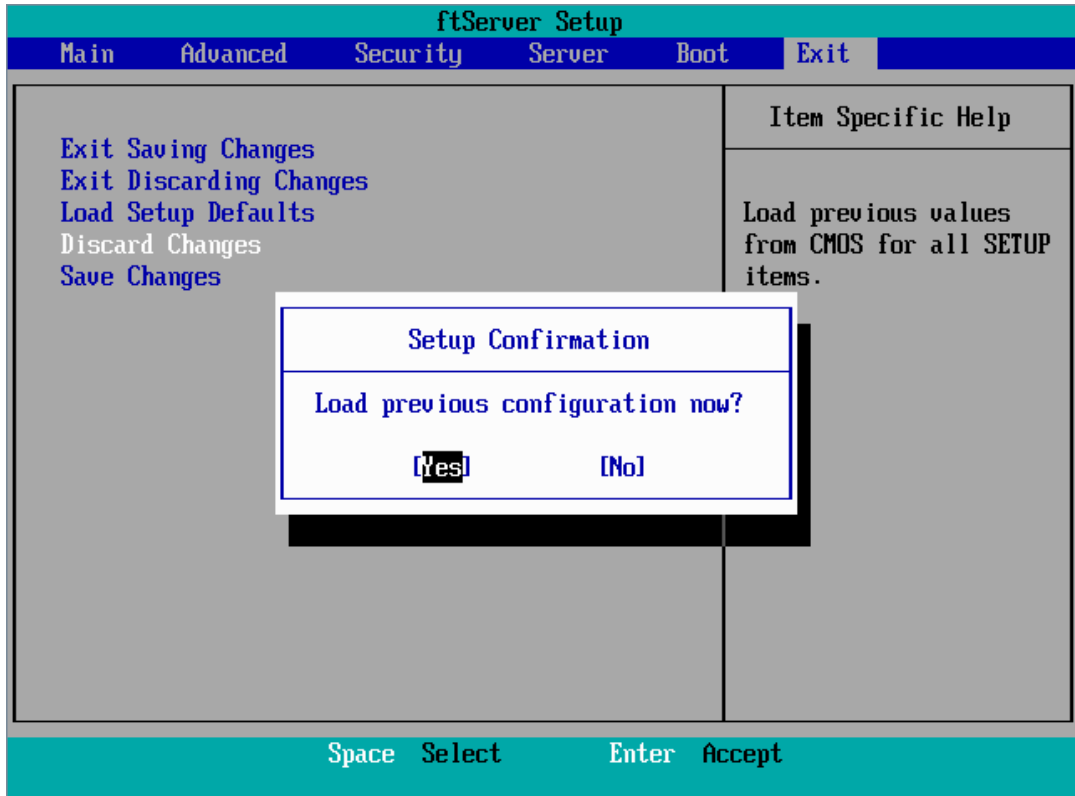 ftServer Setup
Main Advanced Security Server Boot Exit
Exit Saving Changes
Exit Discarding Changes
Load Setup Defaults
Discard Changes
Save Changes
Item Specific Help
Load previous values
from CMOS for all SETUP
items.
Setup Confirmation
Load previous configuration now?
[Yes] [No]
Space Select Enter Accept